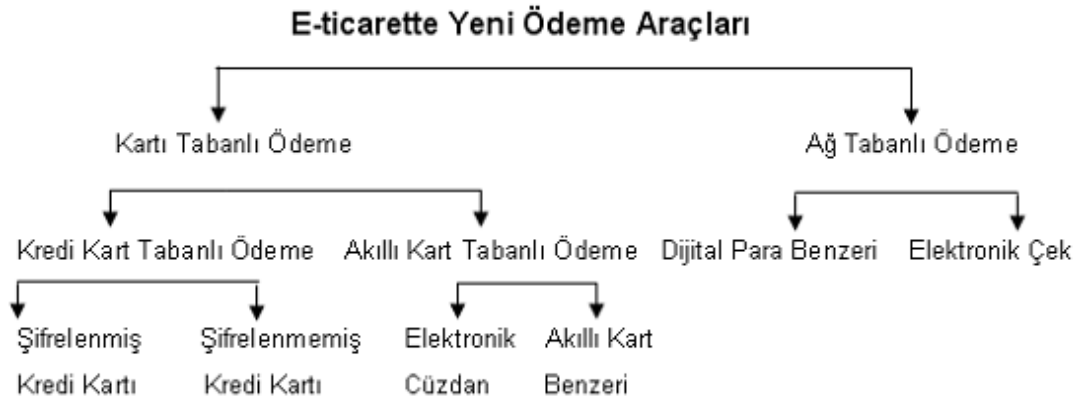 E-ticarette Yeni Ödeme Araçları
Kartı Tabanlı Ödeme Ağ Tabanlı Ödeme
Kredi Kart Tabanlı Ödeme Akıllı Kart Tabanlı Ödeme Dijital Para Benzeri Elektronik Çek
Şifrelenmiş Şifrelenmemiş Elektronik Akıllı Kart
Kredi Kartı Kredi Kartı Cüzdan Benzeri